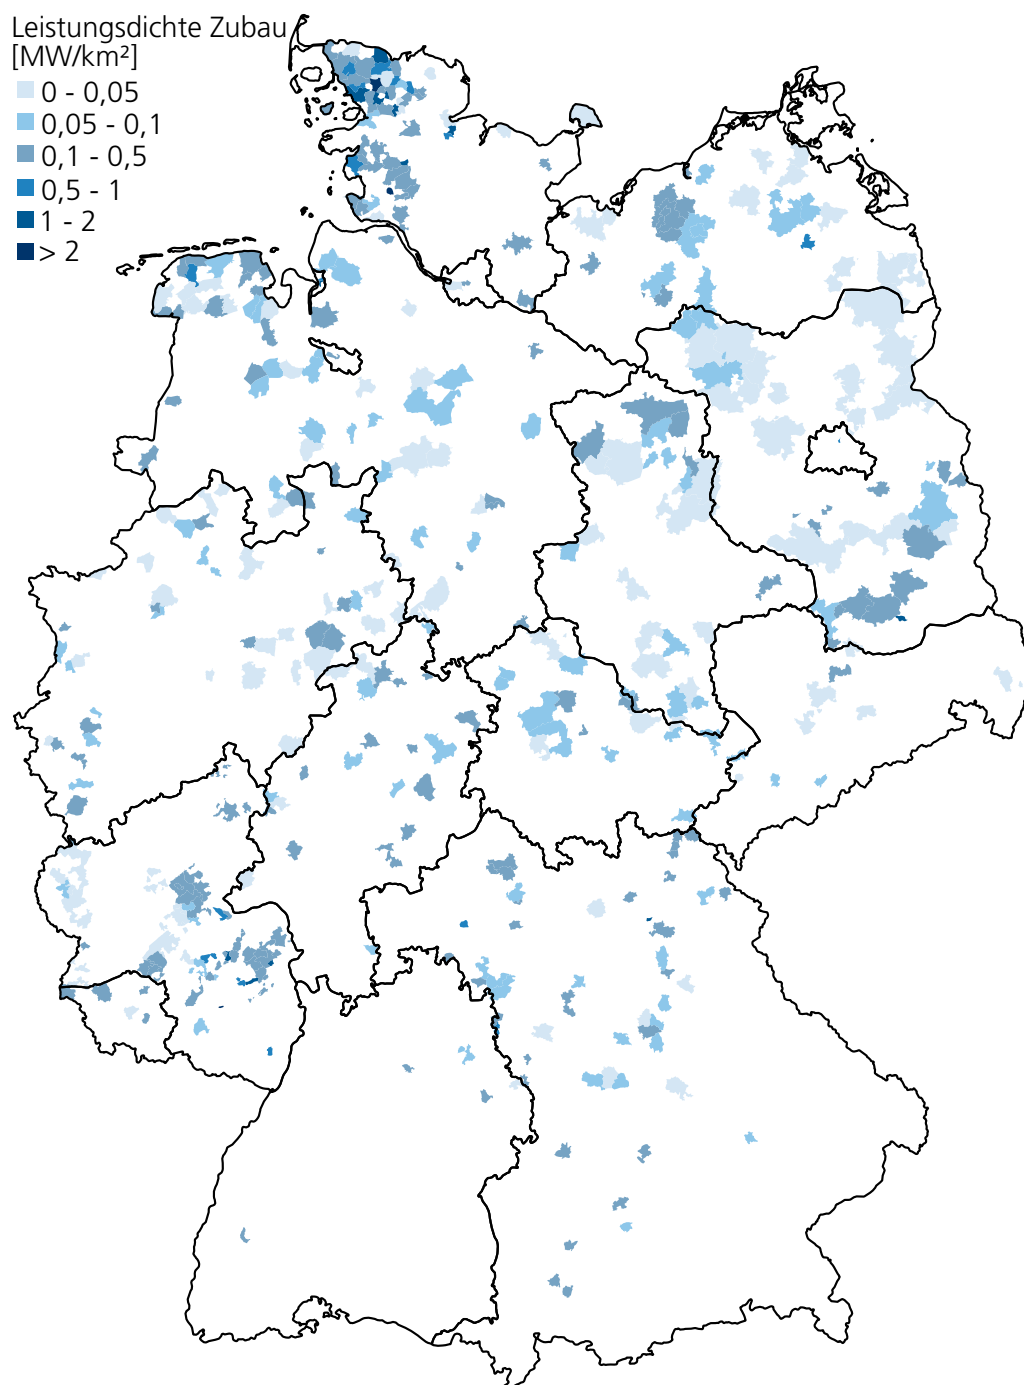 Leistungsdichte Zubau
[MW/km²]
0 - 0,05
0,05 - 0,1
0,1 - 0,5
0,5 - 1
1 - 2
> 2